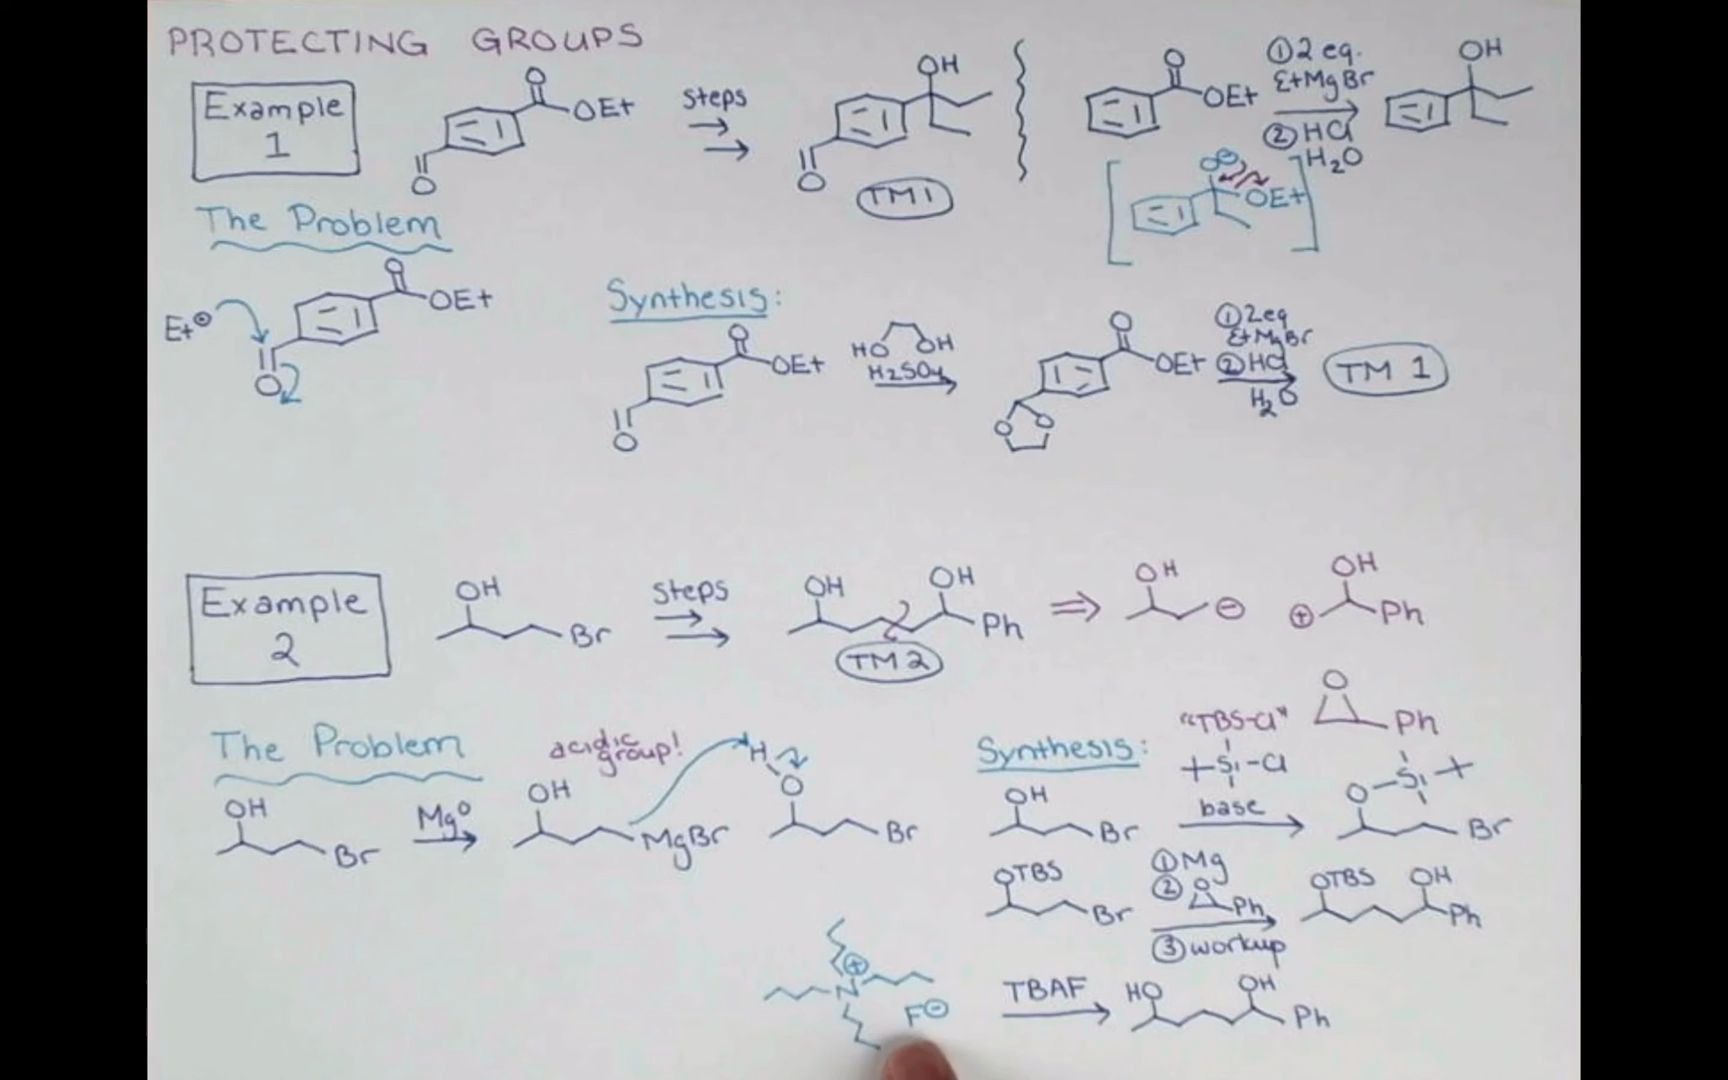 PROTECTING GROUPS
Example 1
O
OEt
O
steps
OH
O
TM1
O
OEt
① 2 eq. EtMgBr
② HCl H₂O
OH
O⊖
OEt
The Problem
Et⊖
O
OEt
O
Synthesis:
O
OEt
O
HO OH
H₂SO₄
O
OEt
O O
① 2eq EtMgBr
② HCl H₂O
TM 1
Example 2
OH
Br
steps
OH OH
Ph
TM2
⇒
OH
⊖
OH
⊕ Ph
O
Ph
The Problem
OH
Br
Mg⁰
acidic group!
OH
MgBr
H
O
Br
Synthesis:
OH
Br
"TBS-Cl"
Si-Cl
base
O-Si
Br
OTBS
Br
① Mg
② O Ph
③ workup
OTBS OH
Ph
⊕
N
F⊖
TBAF
HO OH
Ph